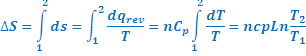 ΔS = ∫₁² ds = ∫₁² dq_rev/T = nC_p ∫₁² dT/T = ncpLn T₂/T₁